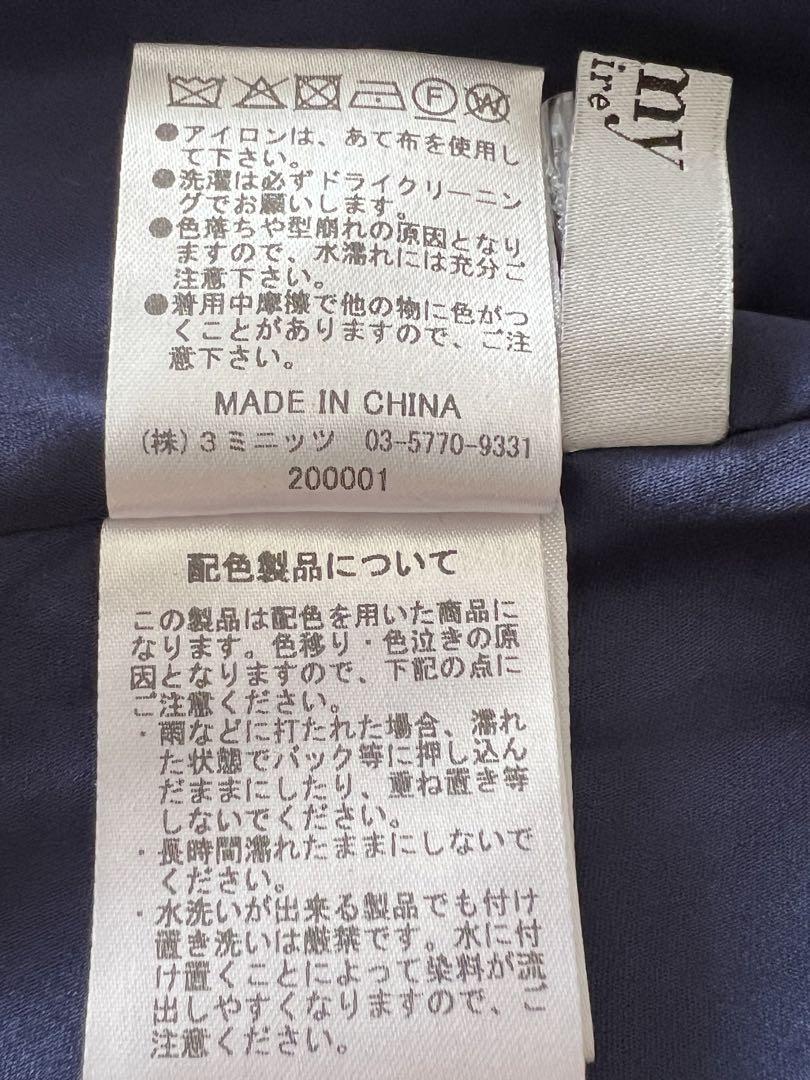 F W
●アイロンは、あて布を使用し
て下さい。
●洗濯は必ずドライクリーニン
グでお願いします。
●色落ちや型崩れの原因となり
ますので、水濡れには充分ご
注意下さい。
●着用中摩擦で他の物に色がつ
くことがありますので、ご注
意下さい。
MADE IN CHINA
(株)3ミニッツ 03-5770-9331
200001
my
ire.
配色製品について
この製品は配色を用いた商品に
なります。色移り・色泣きの原
因となりますので、下記の点に
ご注意ください。
・雨などに打たれた場合、濡れ
た状態でバック等に押し込ん
だままにしたり、重ね置き等
しないでください。
・長時間濡れたままにしないで
ください。
・水洗いが出来る製品でも付け
置き洗いは厳禁です。水に付
け置くことによって染料が流
出しやすくなりますので、ご
注意ください。